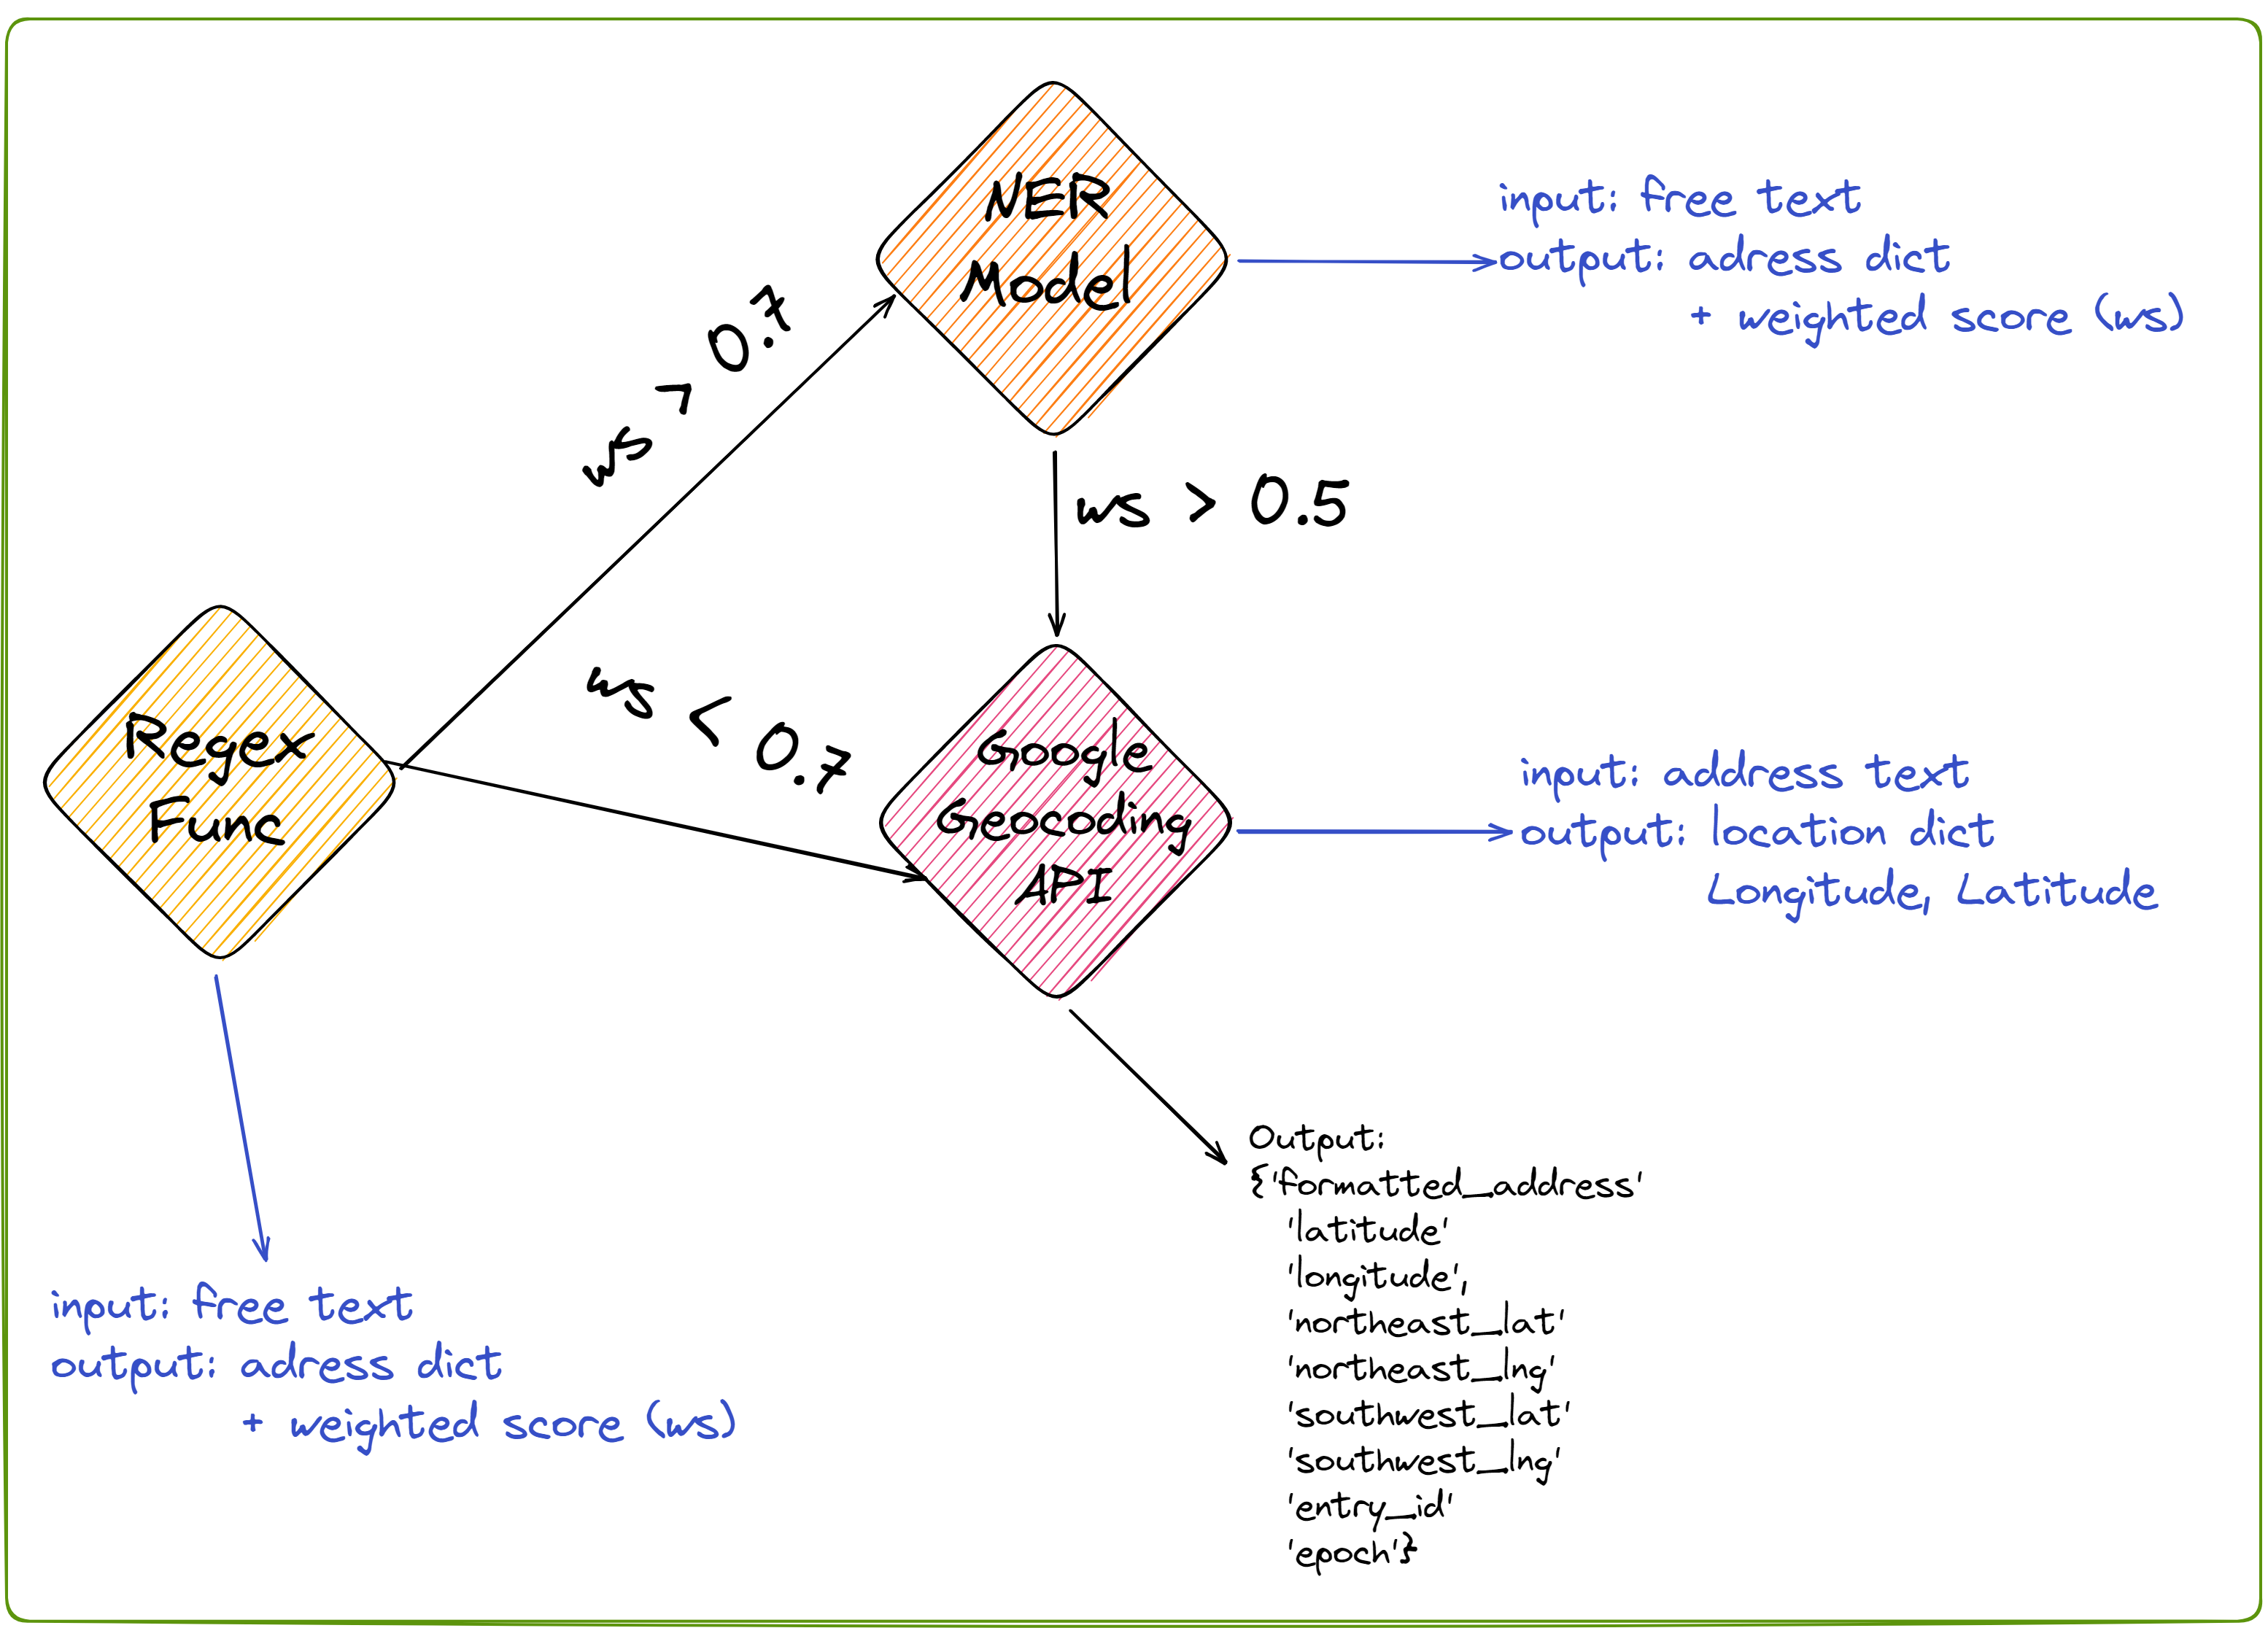 NER
Model
input: free text
output: adress dict
+ weighted score (ws)
ws > 0.7
ws > 0.5
ws < 0.7
Regex
Func
Google
Geocoding
API
input: address text
output: location dict
Longitude, Latitude
input: free text
output: adress dict
+ weighted score (ws)
Output:
{'formatted_address'
'latitude'
'longitude',
'northeast_lat'
'northeast_lng'
'southwest_lat'
'southwest_lng'
'entry_id'
'epoch'}